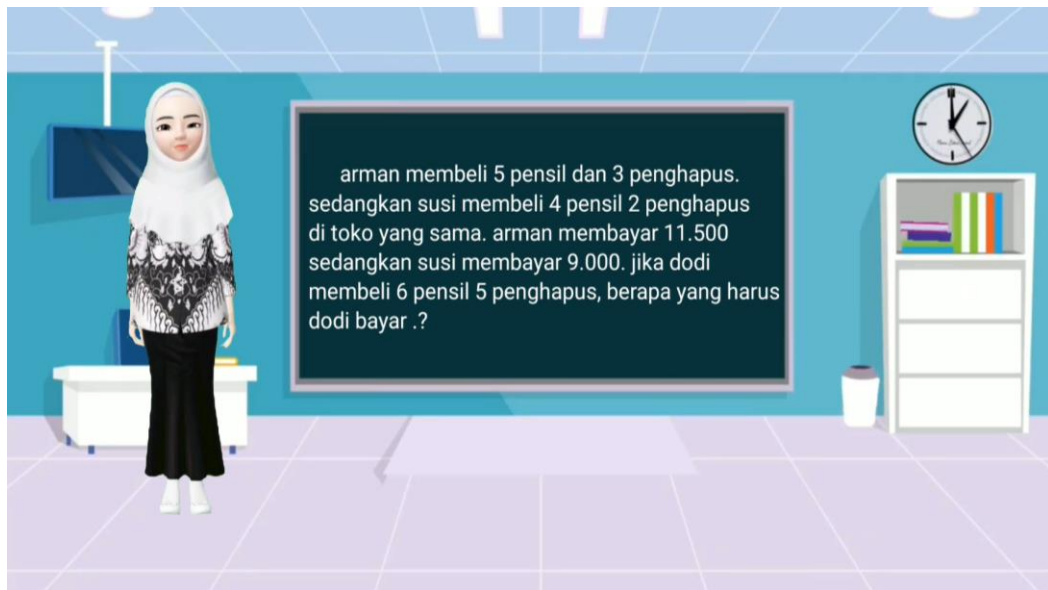 arman membeli 5 pensil dan 3 penghapus.
sedangkan susi membeli 4 pensil 2 penghapus
di toko yang sama. arman membayar 11.500
sedangkan susi membayar 9.000. jika dodi
membeli 6 pensil 5 penghapus, berapa yang harus
dodi bayar .?